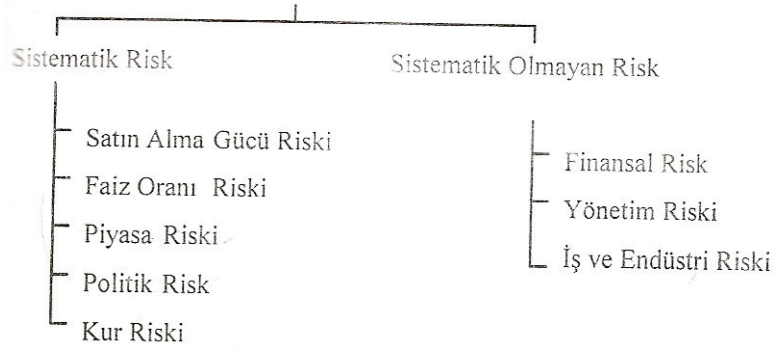 Sistematik Risk
Sistematik Olmayan Risk
Satın Alma Gücü Riski
Faiz Oranı Riski
Piyasa Riski
Politik Risk
Kur Riski
Finansal Risk
Yönetim Riski
İş ve Endüstri Riski